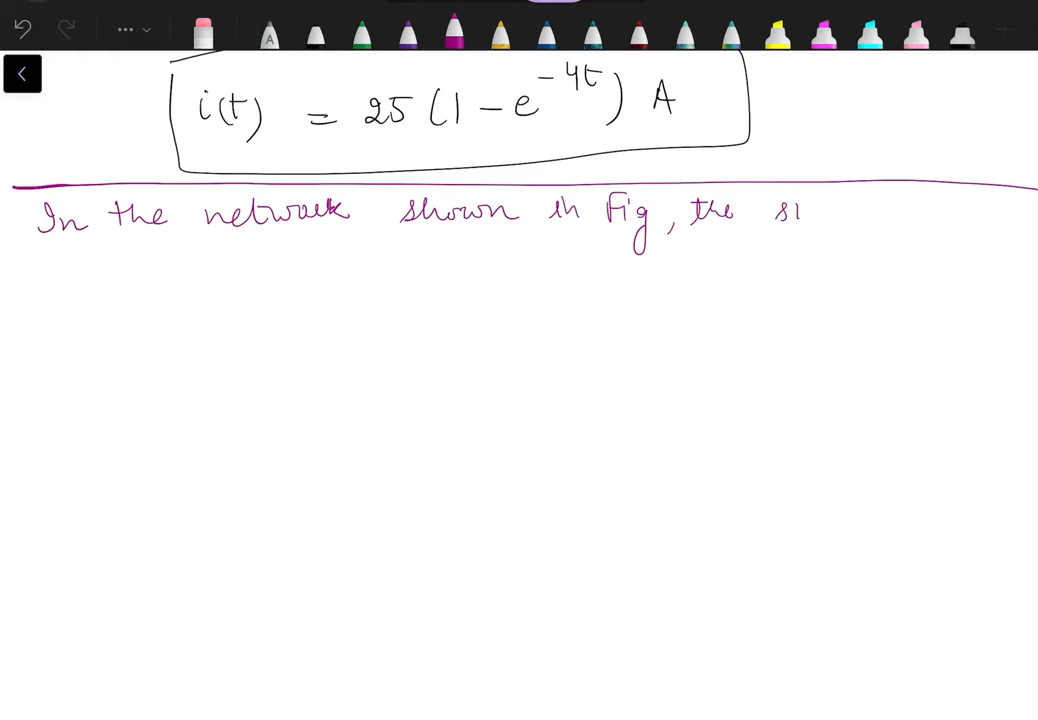 i(t) = 25 (1 - e^{-4t}) A
In the network shown in Fig, the